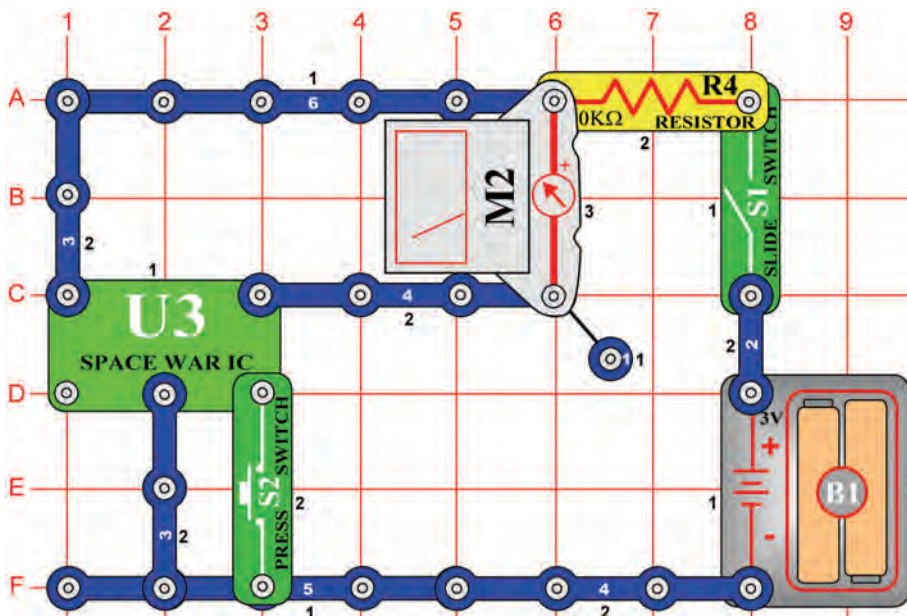 1 2 3 4 5 6 7 8 9
A
B
C
D
E
F
1
6
R4
0KΩ
RESISTOR
2
M2
+
3
S1
SLIDE SWITCH
1
3
2
1
U3
SPACE WAR IC
4
2
1
1
2
2
3V
+
B1
-
1
S2
PRESS SWITCH
2
3
2
5
1
4
2